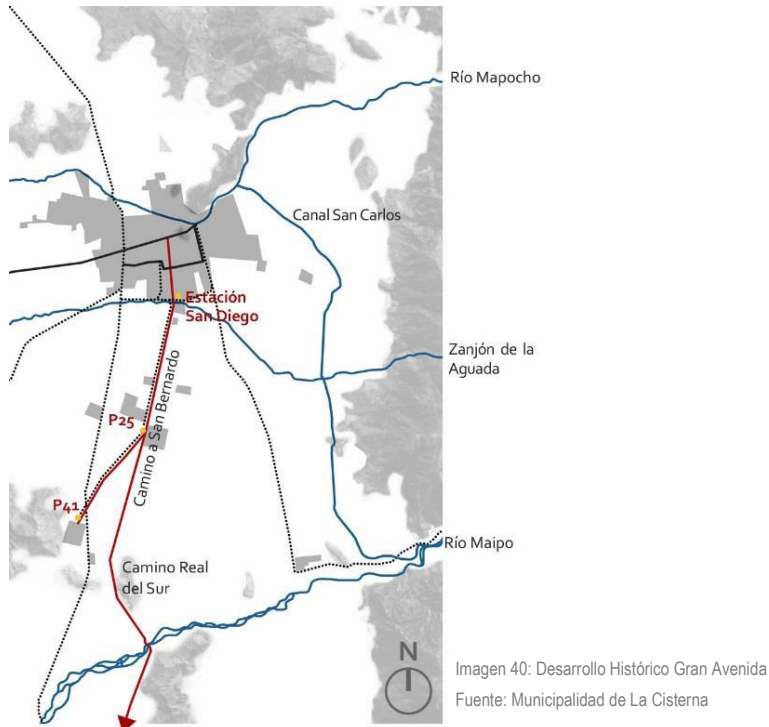 Río Mapocho
Canal San Carlos
Estación
San Diego
Zanjón de la
Aguada
P25
Camino a San Bernardo
P41
Río Maipo
Camino Real
del Sur
N
Imagen 40: Desarrollo Histórico Gran Avenida
Fuente: Municipalidad de La Cisterna